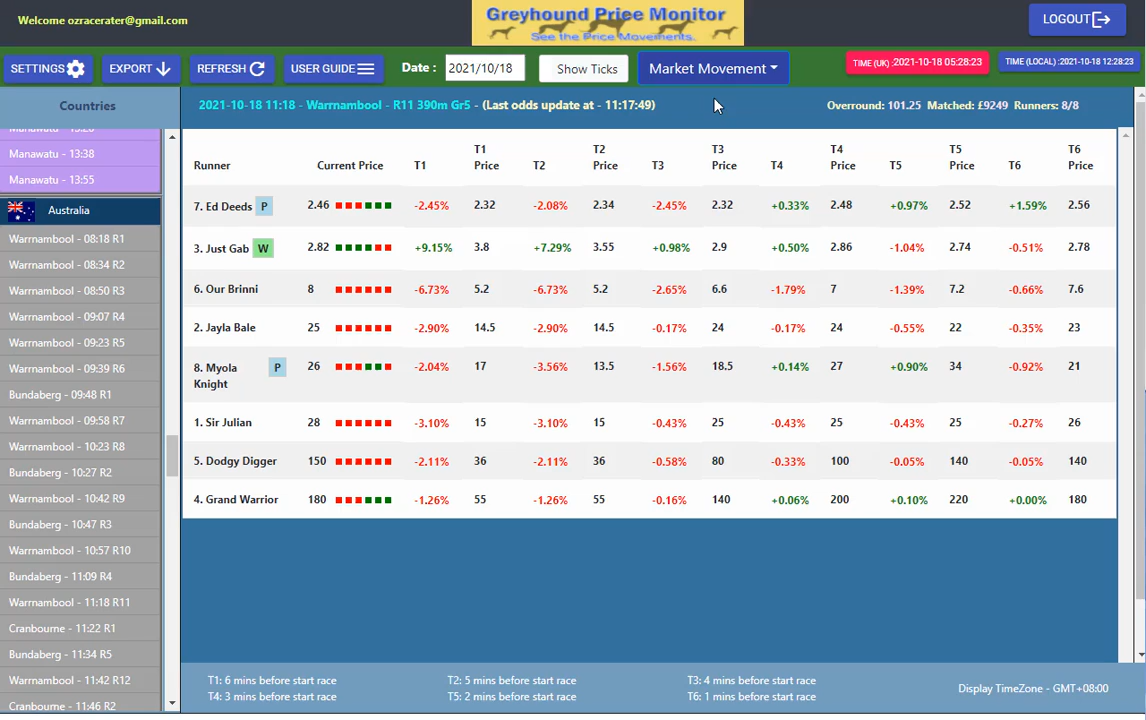 Welcome ozracerater@gmail.com
Greyhound Price Monitor
See the Price Movements.
LOGOUT
SETTINGS EXPORT REFRESH USER GUIDE Date : 2021/10/18 Show Ticks Market Movement TIME (UK) :2021-10-18 05:28:23 TIME (LOCAL) :2021-10-18 12:28:23
Countries
Manawatu - 13:38
Manawatu - 13:55
Australia
Warrnambool - 08:18 R1
Warrnambool - 08:34 R2
Warrnambool - 08:50 R3
Warrnambool - 09:07 R4
Warrnambool - 09:23 R5
Warrnambool - 09:39 R6
Bundaberg - 09:48 R1
Warrnambool - 09:58 R7
Warrnambool - 10:23 R8
Bundaberg - 10:27 R2
Warrnambool - 10:42 R9
Bundaberg - 10:47 R3
Warrnambool - 10:57 R10
Bundaberg - 11:09 R4
Warrnambool - 11:18 R11
Cranbourne - 11:22 R1
Bundaberg - 11:34 R5
Warrnambool - 11:42 R12
Cranbourne - 11:46 R2
2021-10-18 11:18 - Warrnambool - R11 390m Gr5 - (Last odds update at - 11:17:49) Overround: 101.25 Matched: £9249 Runners: 8/8
Runner Current Price T1 T1 Price T2 T2 Price T3 T3 Price T4 T4 Price T5 T5 Price T6 T6 Price
7. Ed Deeds P 2.46 -2.45% 2.32 -2.08% 2.34 -2.45% 2.32 +0.33% 2.48 +0.97% 2.52 +1.59% 2.56
3. Just Gab W 2.82 +9.15% 3.8 +7.29% 3.55 +0.98% 2.9 +0.50% 2.86 -1.04% 2.74 -0.51% 2.78
6. Our Brinni 8 -6.73% 5.2 -6.73% 5.2 -2.65% 6.6 -1.79% 7 -1.39% 7.2 -0.66% 7.6
2. Jayla Bale 25 -2.90% 14.5 -2.90% 14.5 -0.17% 24 -0.17% 24 -0.55% 22 -0.35% 23
8. Myola Knight P 26 -2.04% 17 -3.56% 13.5 -1.56% 18.5 +0.14% 27 +0.90% 34 -0.92% 21
1. Sir Julian 28 -3.10% 15 -3.10% 15 -0.43% 25 -0.43% 25 -0.43% 25 -0.27% 26
5. Dodgy Digger 150 -2.11% 36 -2.11% 36 -0.58% 80 -0.33% 100 -0.05% 140 -0.05% 140
4. Grand Warrior 180 -1.26% 55 -1.26% 55 -0.16% 140 +0.06% 200 +0.10% 220 +0.00% 180
T1: 6 mins before start race T2: 5 mins before start race T3: 4 mins before start race
T4: 3 mins before start race T5: 2 mins before start race T6: 1 mins before start race
Display TimeZone - GMT+08:00